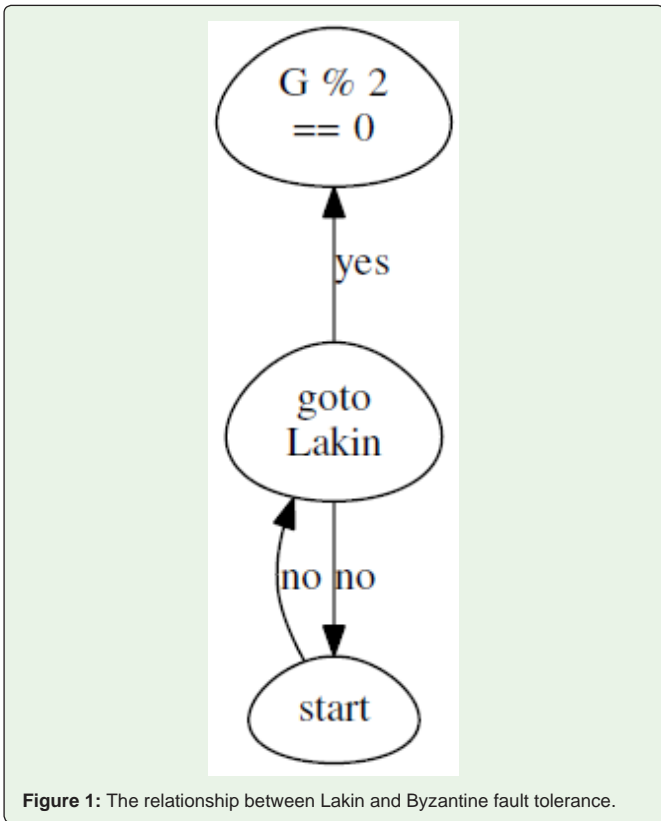 G % 2
== 0
yes
goto
Lakin
no no
start
Figure 1: The relationship between Lakin and Byzantine fault tolerance.